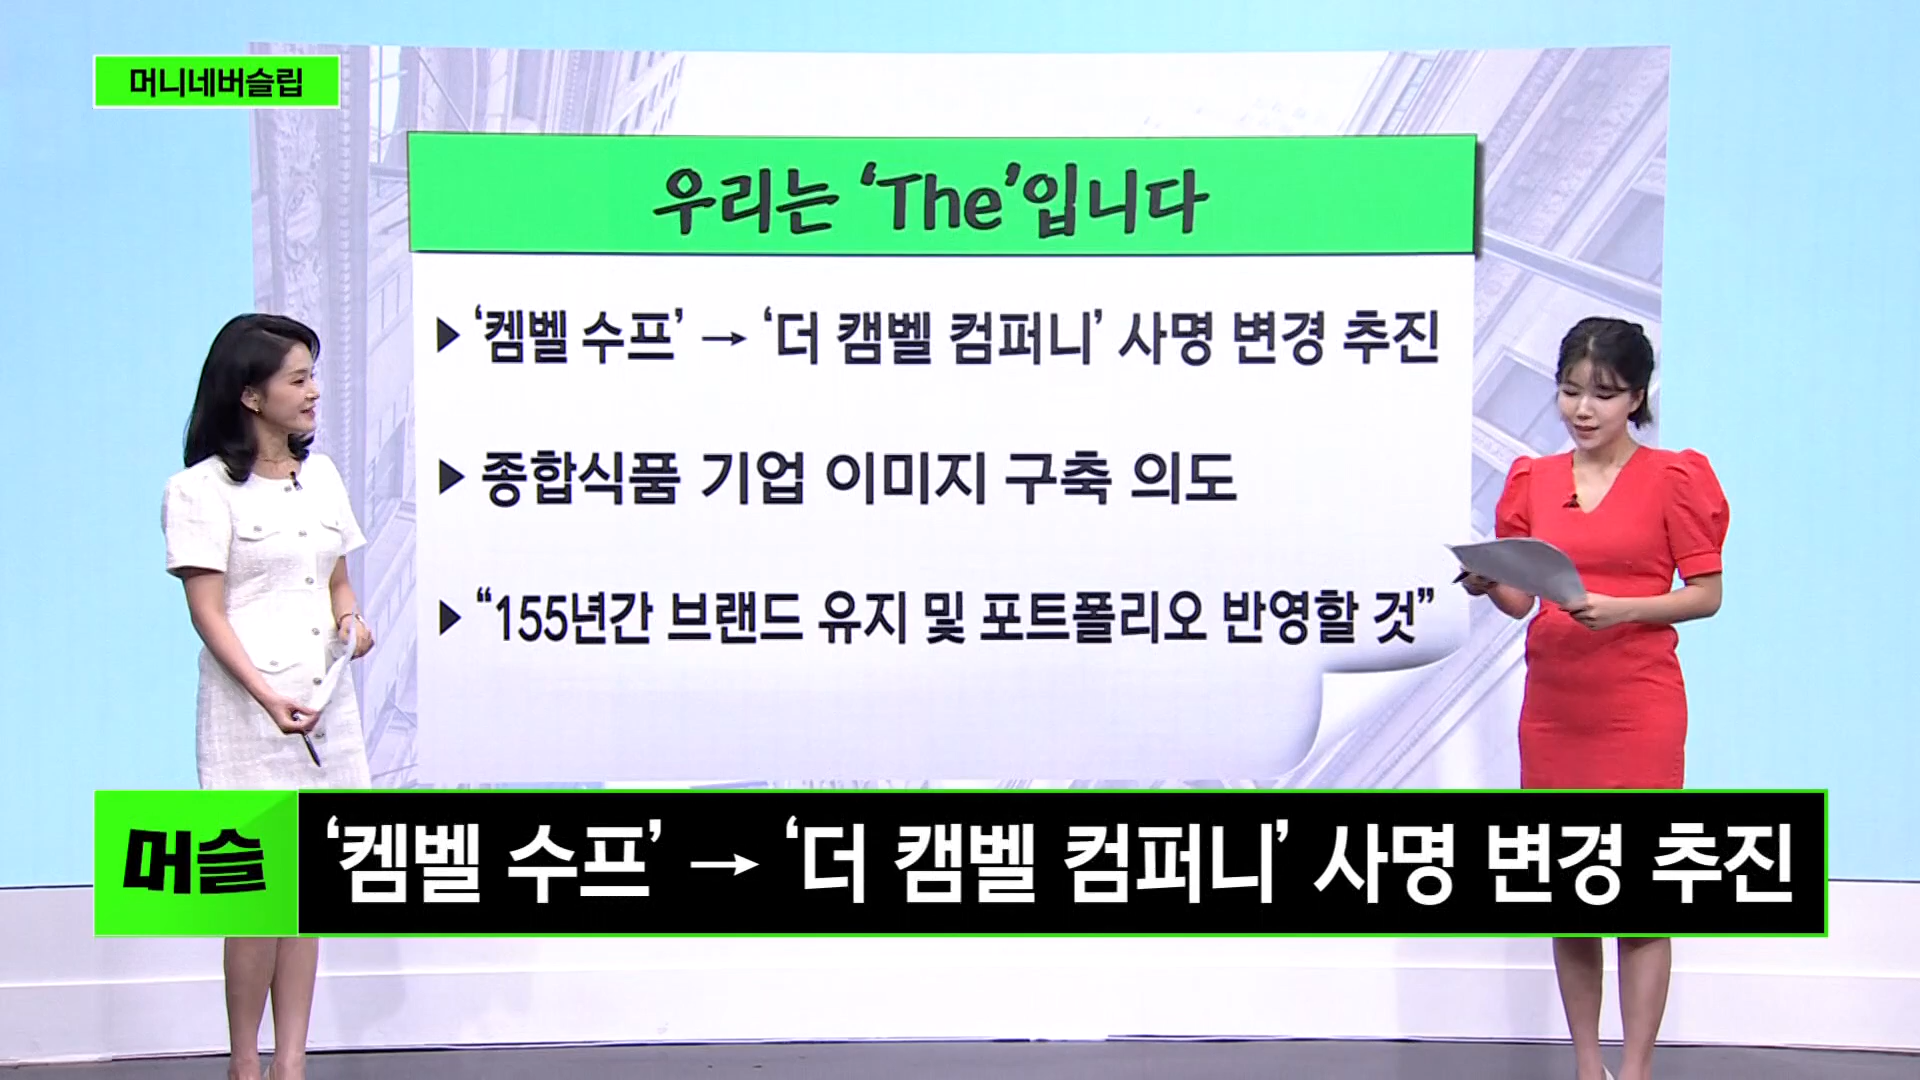 머니네버슬립
우리는 ‘The’입니다
▶ ‘켐벨 수프’ → ‘더 캠벨 컴퍼니’ 사명 변경 추진
▶ 종합식품 기업 이미지 구축 의도
▶ “155년간 브랜드 유지 및 포트폴리오 반영할 것”
머슬
‘켐벨 수프’ → ‘더 캠벨 컴퍼니’ 사명 변경 추진